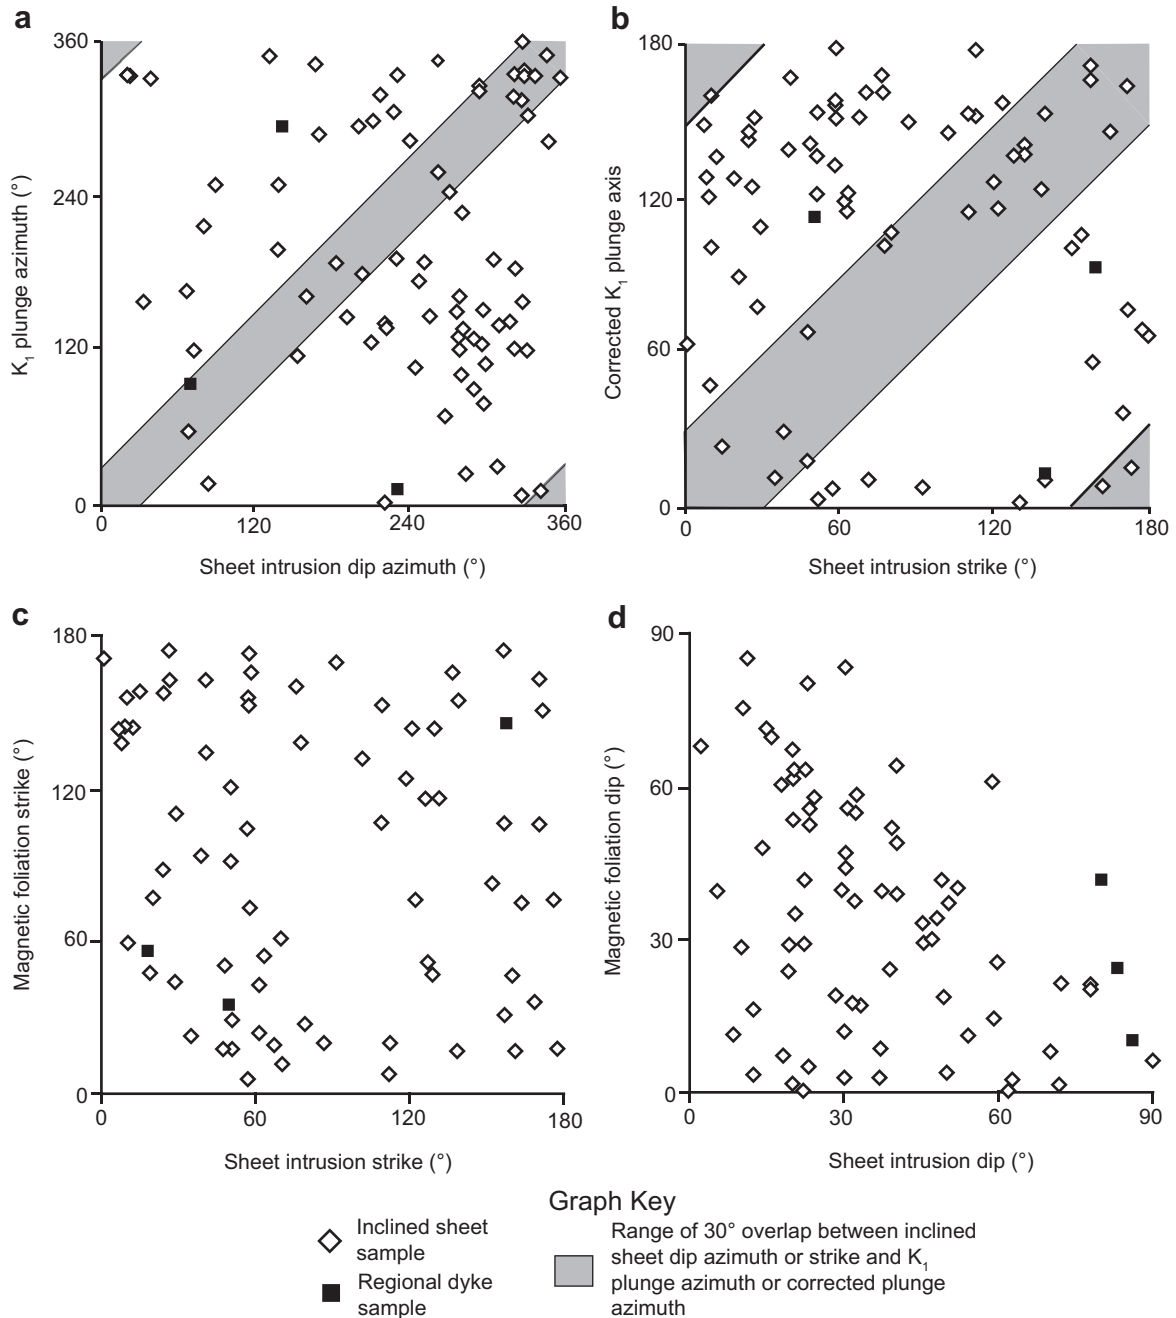 a
360
240
120
0
K1 plunge azimuth (°)
0 120 240 360
Sheet intrusion dip azimuth (°)
b
180
120
60
0
Corrected K1 plunge axis
0 60 120 180
Sheet intrusion strike (°)
c
180
120
60
0
Magnetic foliation strike (°)
0 60 120 180
Sheet intrusion strike (°)
d
90
60
30
0
Magnetic foliation dip (°)
0 30 60 90
Sheet intrusion dip (°)
Graph Key
Inclined sheet
sample
Regional dyke
sample
Range of 30° overlap between inclined
sheet dip azimuth or strike and K1
plunge azimuth or corrected plunge
azimuth